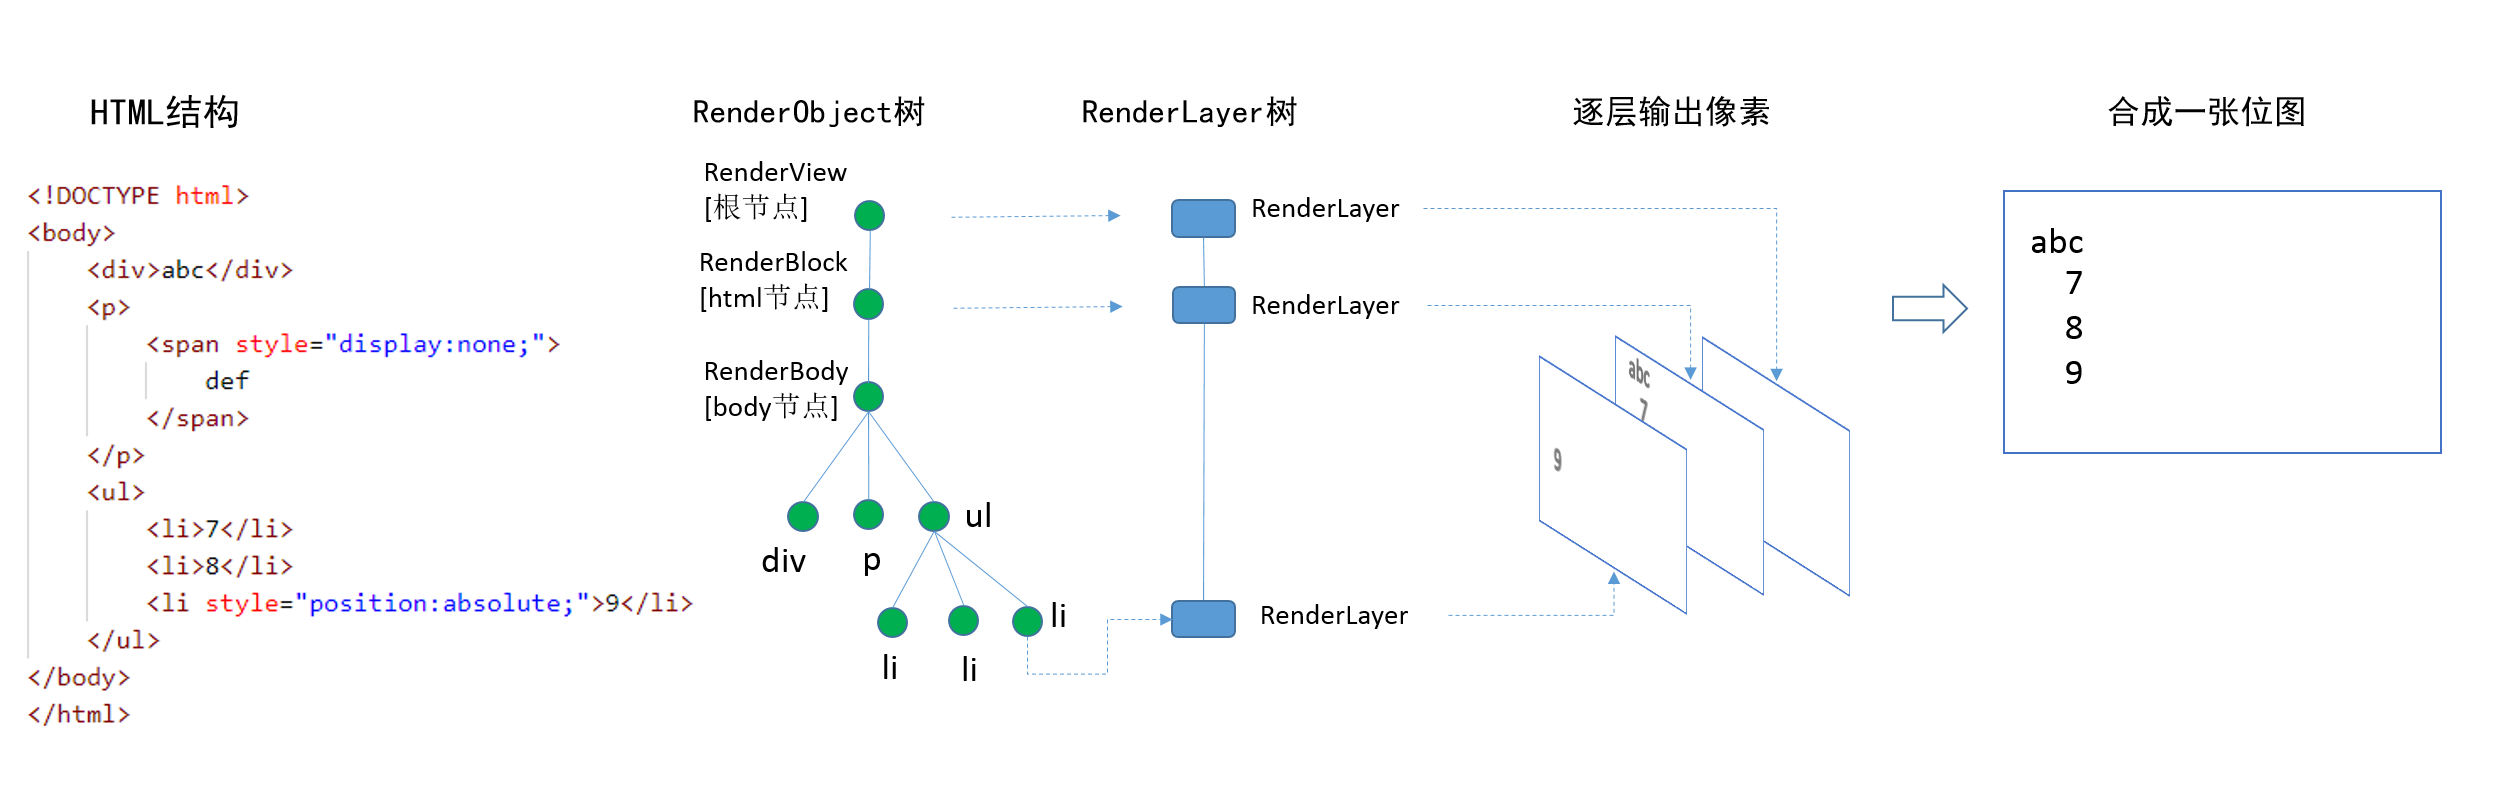 HTML结构
<!DOCTYPE html>
<body>
<div>abc</div>
<p>
<span style="display:none;">
def
</span>
</p>
<ul>
<li>7</li>
<li>8</li>
<li style="position:absolute;">9</li>
</ul>
</body>
</html>
RenderObject树
RenderView
[根节点]
RenderBlock
[html节点]
RenderBody
[body节点]
div
p
ul
li
li
li
RenderLayer树
RenderLayer
RenderLayer
RenderLayer
逐层输出像素
abc
7
9
合成一张位图
abc
7
8
9